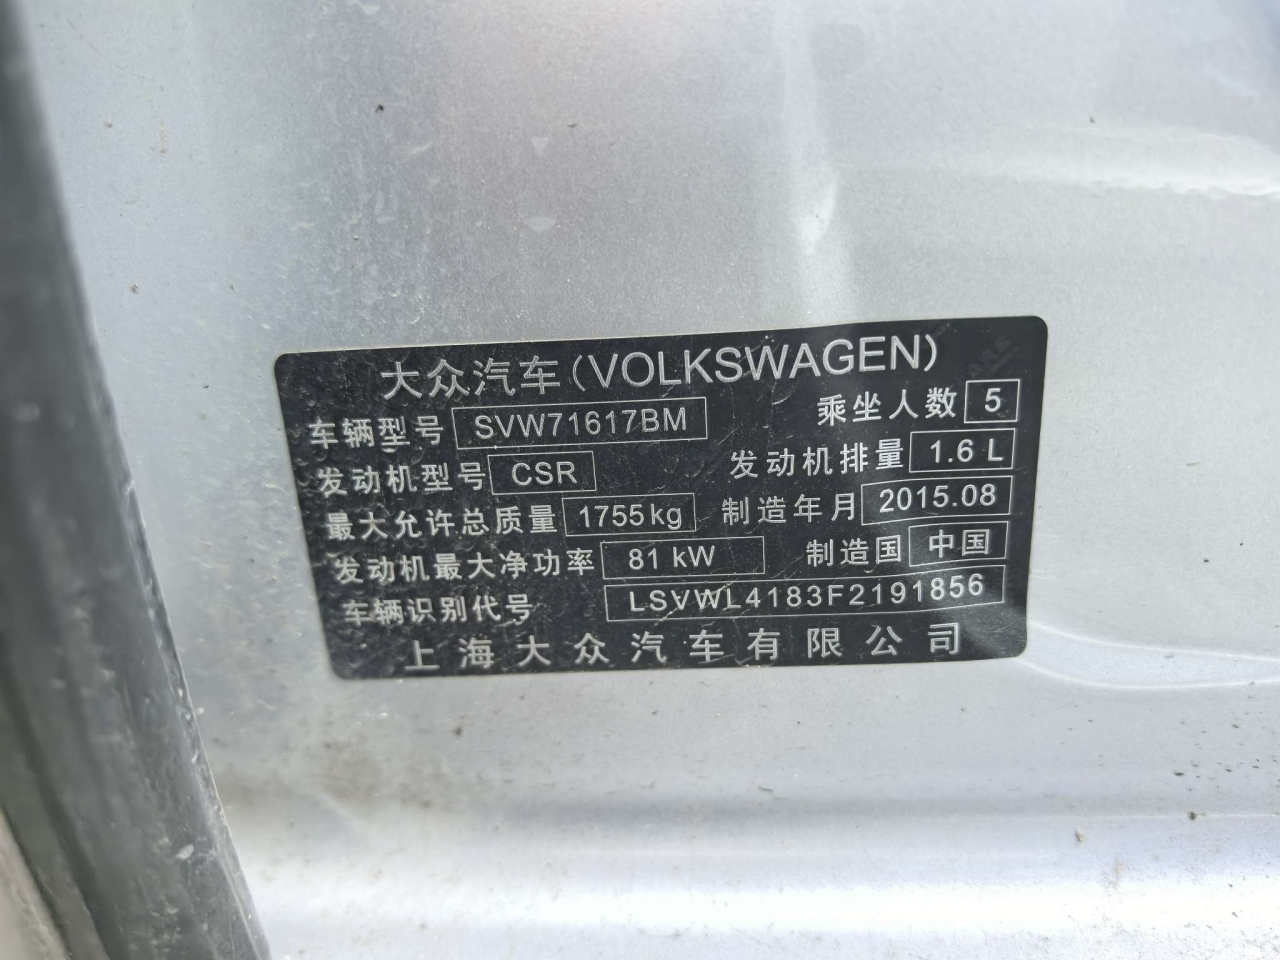 大众汽车(VOLKSWAGEN)
车辆型号 SVW71617BM 乘坐人数 5
发动机型号 CSR 发动机排量 1.6 L
最大允许总质量 1755kg 制造年月 2015.08
发动机最大净功率 81 kW 制造国 中国
车辆识别代号 LSVWL4183F2191856
上海大众汽车有限公司